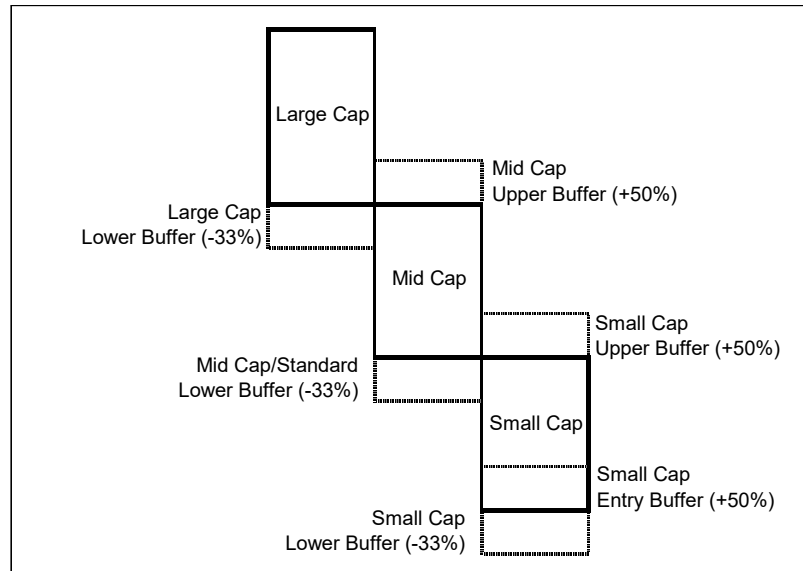 Large Cap
Mid Cap
Upper Buffer (+50%)
Large Cap
Lower Buffer (-33%)
Mid Cap
Small Cap
Upper Buffer (+50%)
Mid Cap/Standard
Lower Buffer (-33%)
Small Cap
Small Cap
Entry Buffer (+50%)
Small Cap
Lower Buffer (-33%)